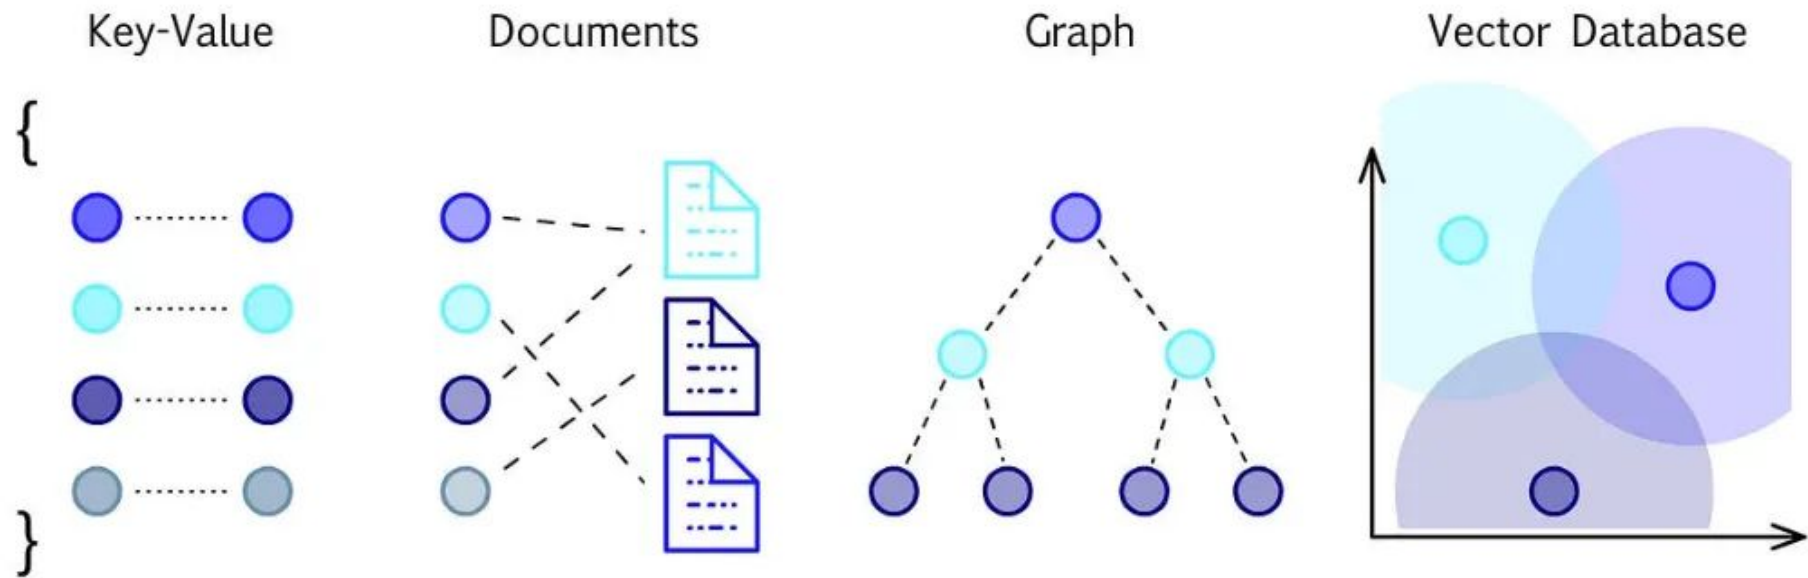 Key-Value
Documents
Graph
Vector Database
{
}